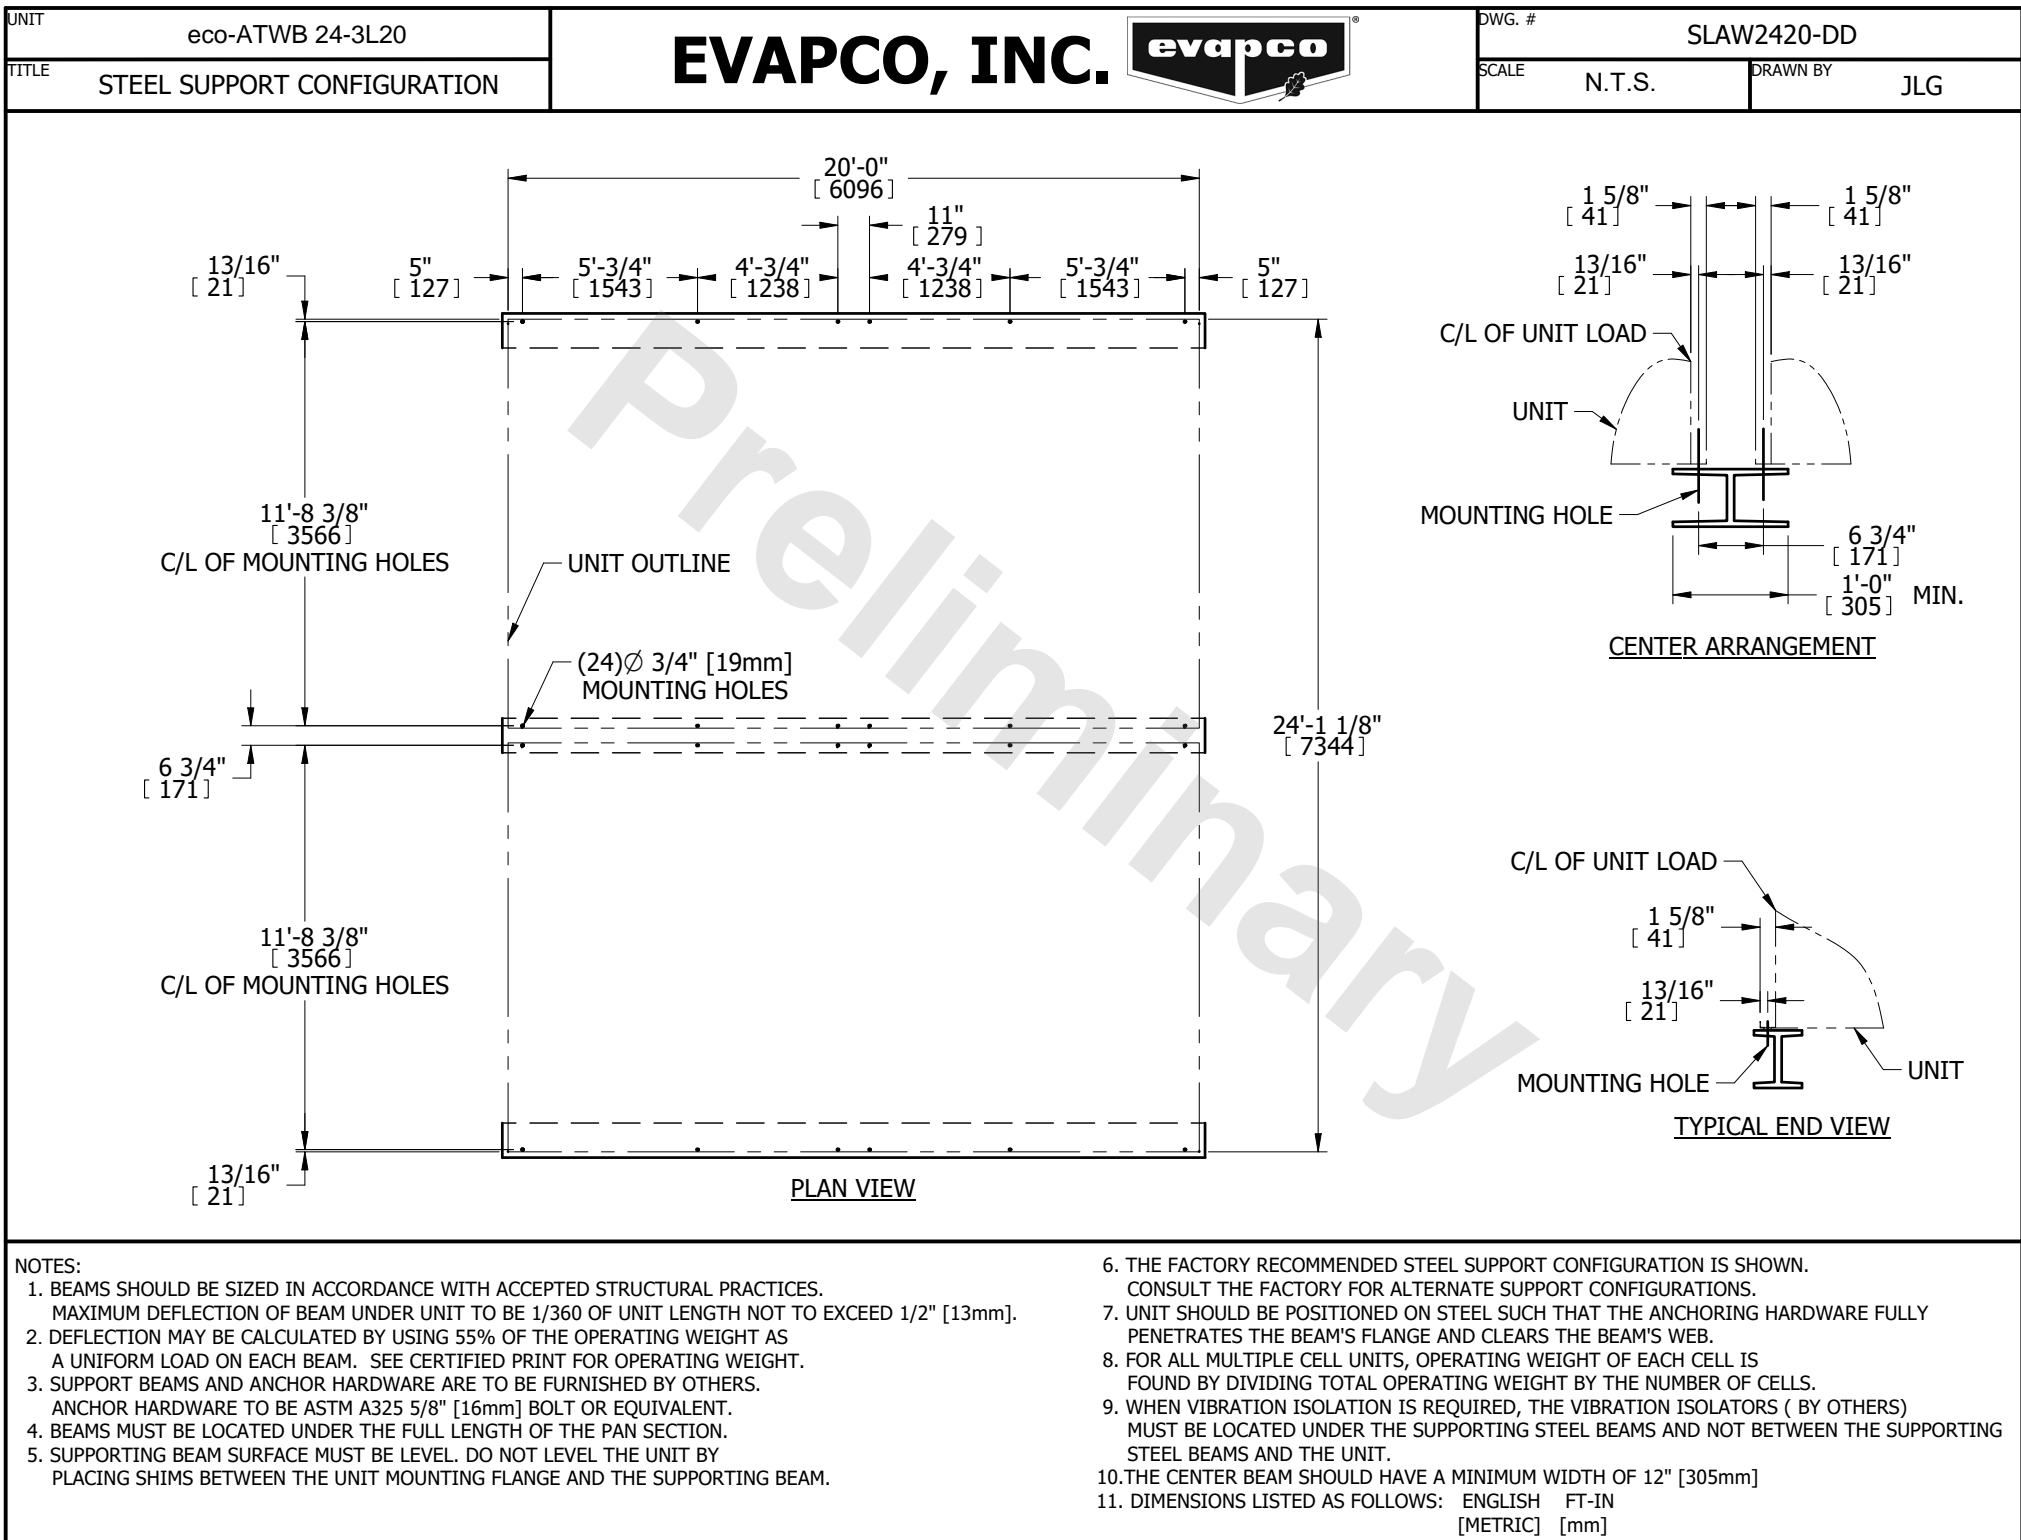 UNIT
eco-ATWB 24-3L20
TITLE
STEEL SUPPORT CONFIGURATION
EVAPCO, INC.
evapco
®
DWG. #
SLAW2420-DD
SCALE
N.T.S.
DRAWN BY
JLG
20'-0"
[ 6096 ]
11"
[ 279 ]
13/16"
[ 21 ]
5"
[ 127 ]
5'-3/4"
[ 1543 ]
4'-3/4"
[ 1238 ]
4'-3/4"
[ 1238 ]
5'-3/4"
[ 1543 ]
5"
[ 127 ]
11'-8 3/8"
[ 3566 ]
C/L OF MOUNTING HOLES
UNIT OUTLINE
(24)Ø 3/4" [19mm]
MOUNTING HOLES
6 3/4"
[ 171 ]
24'-1 1/8"
[ 7344 ]
11'-8 3/8"
[ 3566 ]
C/L OF MOUNTING HOLES
13/16"
[ 21 ]
PLAN VIEW
Preliminary
1 5/8"
[ 41 ]
1 5/8"
[ 41 ]
13/16"
[ 21 ]
13/16"
[ 21 ]
C/L OF UNIT LOAD
UNIT
MOUNTING HOLE
6 3/4"
[ 171 ]
1'-0"
[ 305 ]
MIN.
CENTER ARRANGEMENT
C/L OF UNIT LOAD
1 5/8"
[ 41 ]
13/16"
[ 21 ]
MOUNTING HOLE
UNIT
TYPICAL END VIEW
NOTES:
1. BEAMS SHOULD BE SIZED IN ACCORDANCE WITH ACCEPTED STRUCTURAL PRACTICES.
MAXIMUM DEFLECTION OF BEAM UNDER UNIT TO BE 1/360 OF UNIT LENGTH NOT TO EXCEED 1/2" [13mm].
2. DEFLECTION MAY BE CALCULATED BY USING 55% OF THE OPERATING WEIGHT AS
A UNIFORM LOAD ON EACH BEAM. SEE CERTIFIED PRINT FOR OPERATING WEIGHT.
3. SUPPORT BEAMS AND ANCHOR HARDWARE ARE TO BE FURNISHED BY OTHERS.
ANCHOR HARDWARE TO BE ASTM A325 5/8" [16mm] BOLT OR EQUIVALENT.
4. BEAMS MUST BE LOCATED UNDER THE FULL LENGTH OF THE PAN SECTION.
5. SUPPORTING BEAM SURFACE MUST BE LEVEL. DO NOT LEVEL THE UNIT BY
PLACING SHIMS BETWEEN THE UNIT MOUNTING FLANGE AND THE SUPPORTING BEAM.
6. THE FACTORY RECOMMENDED STEEL SUPPORT CONFIGURATION IS SHOWN.
CONSULT THE FACTORY FOR ALTERNATE SUPPORT CONFIGURATIONS.
7. UNIT SHOULD BE POSITIONED ON STEEL SUCH THAT THE ANCHORING HARDWARE FULLY
PENETRATES THE BEAM'S FLANGE AND CLEARS THE BEAM'S WEB.
8. FOR ALL MULTIPLE CELL UNITS, OPERATING WEIGHT OF EACH CELL IS
FOUND BY DIVIDING TOTAL OPERATING WEIGHT BY THE NUMBER OF CELLS.
9. WHEN VIBRATION ISOLATION IS REQUIRED, THE VIBRATION ISOLATORS ( BY OTHERS)
MUST BE LOCATED UNDER THE SUPPORTING STEEL BEAMS AND NOT BETWEEN THE SUPPORTING
STEEL BEAMS AND THE UNIT.
10.THE CENTER BEAM SHOULD HAVE A MINIMUM WIDTH OF 12" [305mm]
11. DIMENSIONS LISTED AS FOLLOWS: ENGLISH FT-IN
[METRIC] [mm]